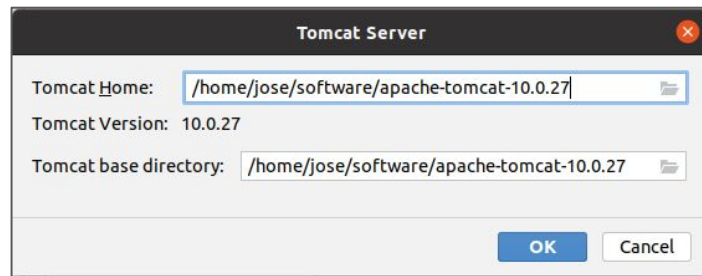 Tomcat Server
Tomcat Home: /home/jose/software/apache-tomcat-10.0.27
Tomcat Version: 10.0.27
Tomcat base directory: /home/jose/software/apache-tomcat-10.0.27
OK Cancel